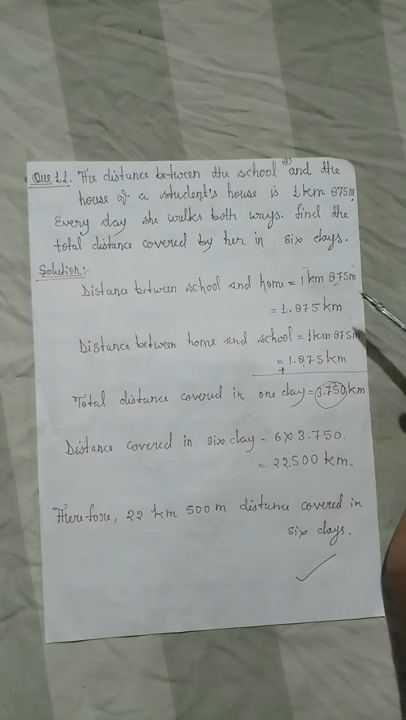 Que 11. The distance between the school and the
house of a student's house is 1km 875m
Every day she walks both ways. find the
total distance covered by her in six days.
Solution:-
Distance between school and home = 1km 875m
= 1.875 km
Distance between home and school = 1km 875m
= 1.875 km
+
Total distance covered in one day = 3.750 km
Distance covered in six day = 6 x 3.750.
= 22.500 km.
Therefore, 22 km 500 m distance covered in
six days.